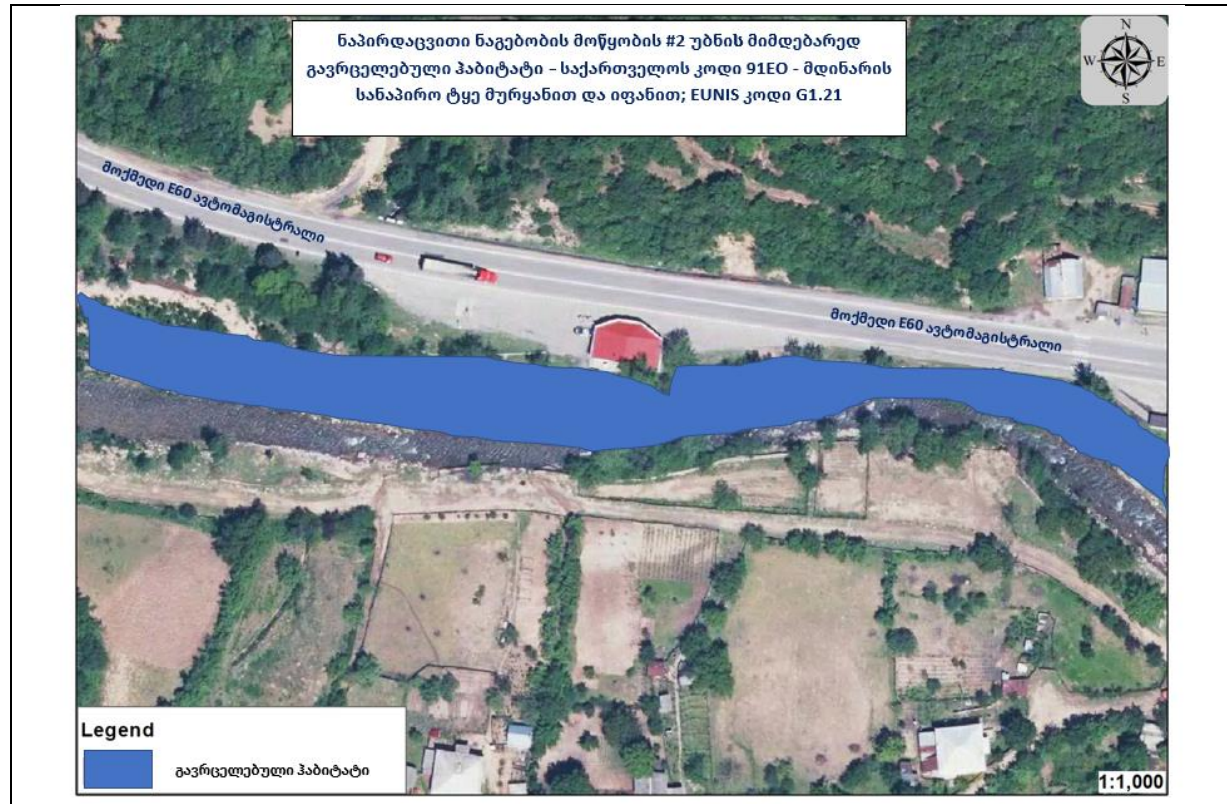 ნაპირდაცვითი ნაგებობის მოწყობის #2 უბნის მიმდებარედ
გავრცელებული ჰაბიტატი – საქართველოს კოდი 91EO - მდინარის
სანაპირო ტყე მურყანით და იფანით; EUNIS კოდი G1.21
N
W E
S
მოქმედი E60 ავტომაგისტრალი
მოქმედი E60 ავტომაგისტრალი
Legend
გავრცელებული ჰაბიტატი
1:1,000